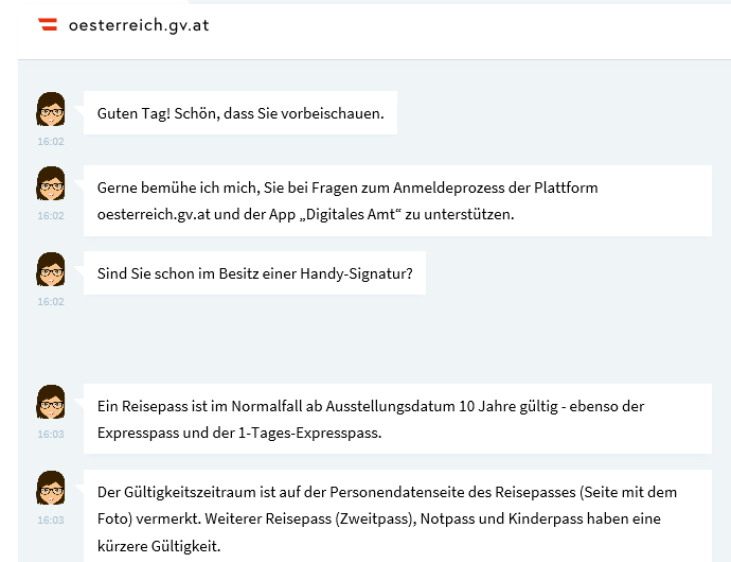 oesterreich.gv.at
Guten Tag! Schön, dass Sie vorbeischauen.
16:02
Gerne bemühe ich mich, Sie bei Fragen zum Anmeldeprozess der Plattform
oesterreich.gv.at und der App „Digitales Amt“ zu unterstützen.
16:02
Sind Sie schon im Besitz einer Handy-Signatur?
16:02
Ein Reisepass ist im Normalfall ab Ausstellungsdatum 10 Jahre gültig - ebenso der
Expresspass und der 1-Tages-Expresspass.
16:03
Der Gültigkeitszeitraum ist auf der Personendatenseite des Reisepasses (Seite mit dem
Foto) vermerkt. Weiterer Reisepass (Zweitpass), Notpass und Kinderpass haben eine
kürzere Gültigkeit.
16:03